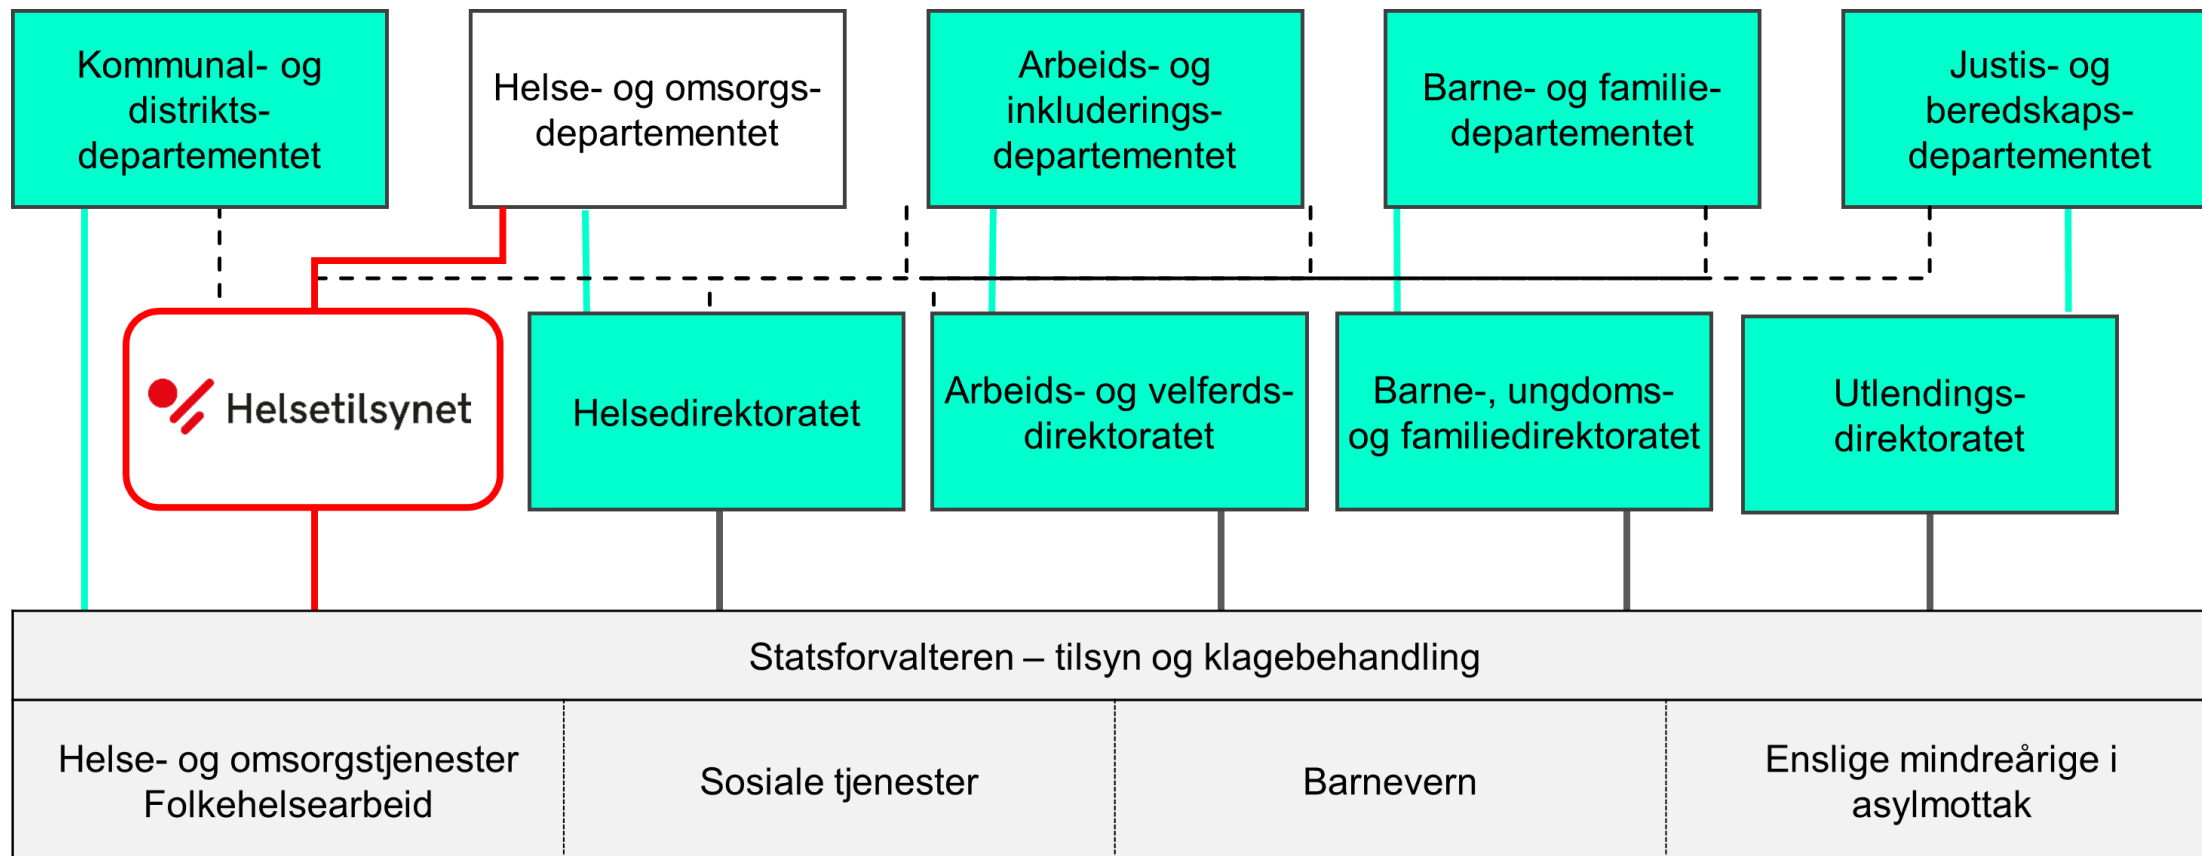 Kommunal- og
distrikts-
departementet
Helse- og omsorgs-
departementet
Arbeids- og
inkluderings-
departementet
Barne- og familie-
departementet
Justis- og
beredskaps-
departementet
Helsetilsynet
Helsedirektoratet
Arbeids- og velferds-
direktoratet
Barne-, ungdoms-
og familiedirektoratet
Utlendings-
direktoratet
Statsforvalteren – tilsyn og klagebehandling
Helse- og omsorgstjenester
Folkehelsearbeid
Sosiale tjenester
Barnevern
Enslige mindreårige i
asylmottak